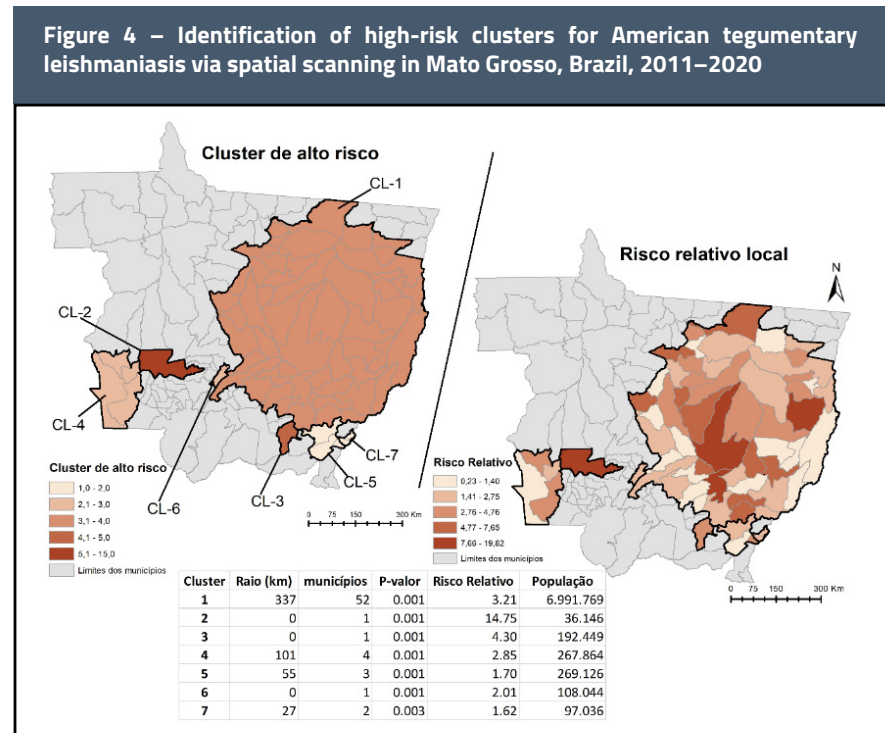 Figure 4 – Identification of high-risk clusters for American tegumentary
leishmaniasis via spatial scanning in Mato Grosso, Brazil, 2011–2020
Cluster de alto risco
CL-1
CL-2
CL-4
CL-6
CL-3
CL-5
CL-7
Cluster de alto risco
1,0 - 2,0
2,1 - 3,0
3,1 - 4,0
4,1 - 5,0
5,1 - 15,0
Limites dos municípios
0 75 150 300 Km
Risco relativo local
N
Risco Relativo
0,23 - 1,40
1,41 - 2,75
2,76 - 4,76
4,77 - 7,65
7,66 - 19,62
Limites dos municípios
0 75 150 300 Km
Cluster Raio (km) municípios P-valor Risco Relativo População
1 337 52 0.001 3.21 6.991.769
2 0 1 0.001 14.75 36.146
3 0 1 0.001 4.30 192.449
4 101 4 0.001 2.85 267.864
5 55 3 0.001 1.70 269.126
6 0 1 0.001 2.01 108.044
7 27 2 0.003 1.62 97.036